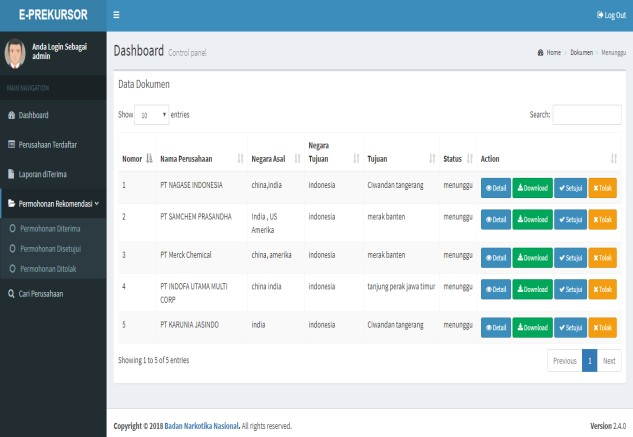 E-PREKURSOR
Log Out
Anda Login Sebagai
admin
MAIN NAVIGATION
Dashboard
Perusahaan Terdaftar
Laporan diTerima
Permohonan Rekomendasi
Permohonan Diterima
Permohonan Disetujui
Permohonan Ditolak
Cari Perusahaan
Dashboard Control panel
Home > Dokumen > Menunggu
Data Dokumen
Show 10 entries Search:
Nomor Nama Perusahaan Negara Asal Negara Tujuan Tujuan Status Action
1 PT NAGASE INDONESIA china,india indonesia Ciwandan tangerang menunggu Detail Download Setujui Tolak
2 PT SAMCHEM PRASANDHA India , US Amerika indonesia merak banten menunggu Detail Download Setujui Tolak
3 PT Merck Chemical china, amerika indonesia merak banten menunggu Detail Download Setujui Tolak
4 PT INDOFA UTAMA MULTI CORP china india indonesia tanjung perak jawa timur menunggu Detail Download Setujui Tolak
5 PT KARUNIA JASINDO india indonesia Ciwandan tangerang menunggu Detail Download Setujui Tolak
Showing 1 to 5 of 5 entries
Previous 1 Next
Copyright © 2018 Badan Narkotika Nasional. All rights reserved.
Version 2.4.0